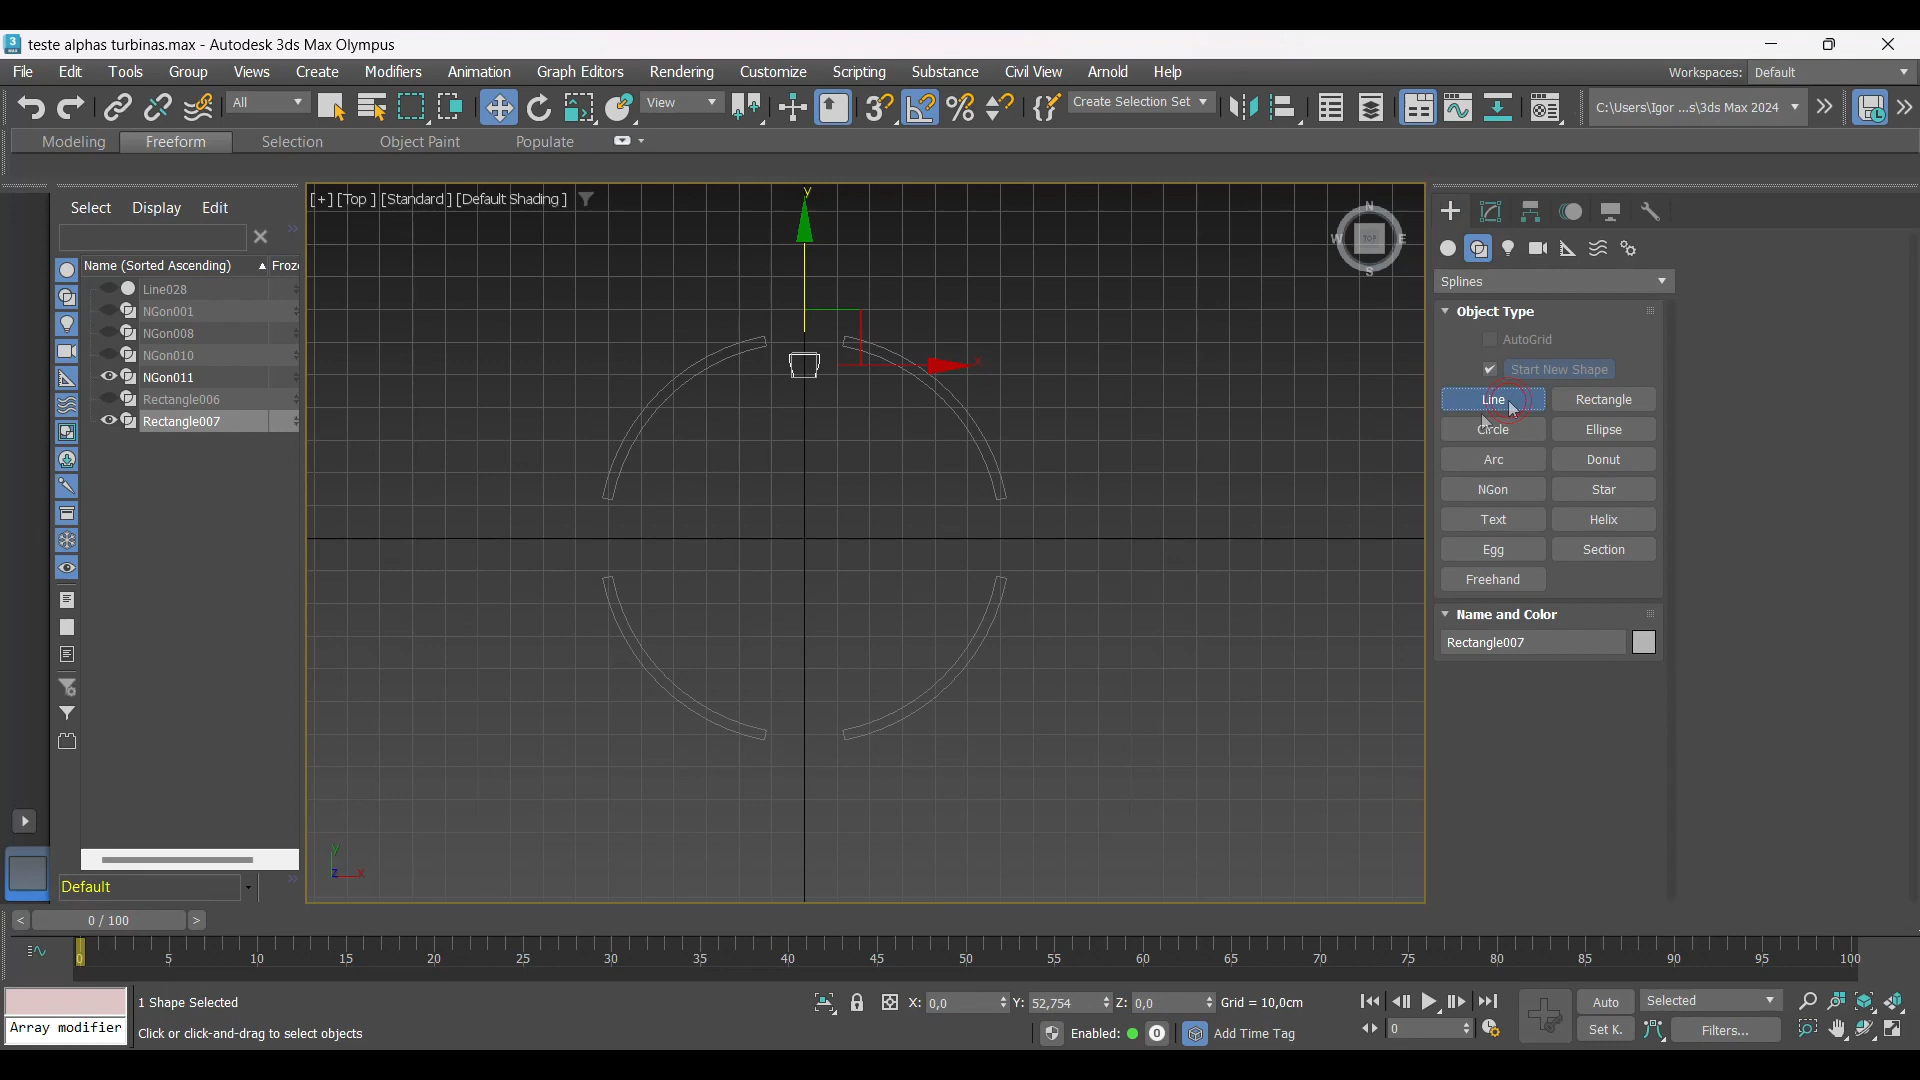 teste alphas turbinas.max - Autodesk 3ds Max Olympus
File Edit Tools Group Views Create Modifiers Animation Graph Editors Rendering Customize Scripting Substance Civil View Arnold Help Workspaces: Default
All View Create Selection Set C:\Users\Igor ...s\3ds Max 2024
Modeling Freeform Selection Object Paint Populate
Select Display Edit
[+] [Top ] [Standard ] [Default Shading ]
y
N
W TOP E
S
Name (Sorted Ascending) Froze
Line028
NGon001
NGon008
NGon010
NGon011
Rectangle006
Rectangle007
x
Splines
Object Type
AutoGrid
Start New Shape
Line Rectangle
Circle Ellipse
Arc Donut
NGon Star
Text Helix
Egg Section
Freehand
Name and Color
Rectangle007
y
z x
Default
< 0 / 100 >
0 5 10 15 20 25 30 35 40 45 50 55 60 65 70 75 80 85 90 95 100
1 Shape Selected X: 0,0 Y: 52,754 Z: 0,0 Grid = 10,0cm Auto Selected
Array modifier Click or click-and-drag to select objects Enabled: 0 Add Time Tag 0 Set K. Filters...